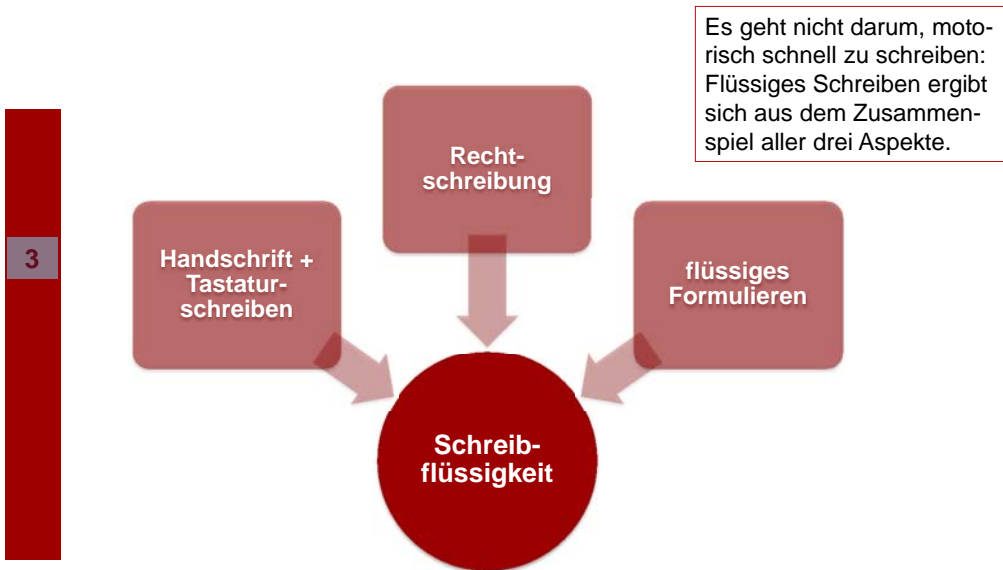 Es geht nicht darum, moto-
risch schnell zu schreiben:
Flüssiges Schreiben ergibt
sich aus dem Zusammen-
spiel aller drei Aspekte.
Recht-
schreibung
3
Handschrift +
Tastatur-
schreiben
flüssiges
Formulieren
Schreib-
flüssigkeit